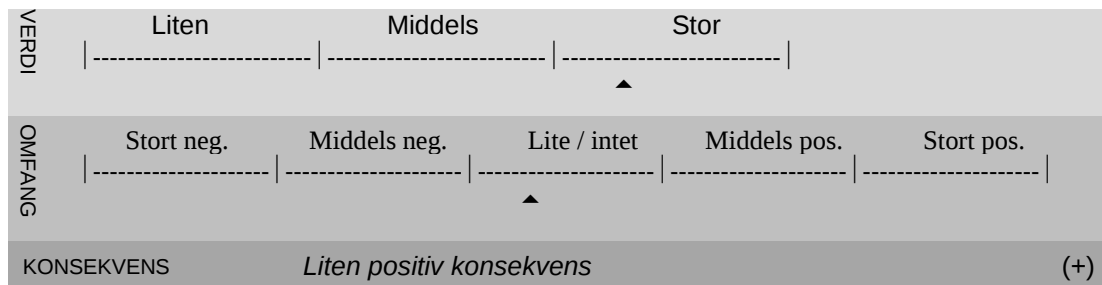 VERDI
Liten Middels Stor
|--------------------------|--------------------------|--------------------------|
OMFANG
Stort neg. Middels neg. Lite / intet Middels pos. Stort pos.
|---------------------|---------------------|---------------------|---------------------|---------------------|
KONSEKVENS Liten positiv konsekvens (+)